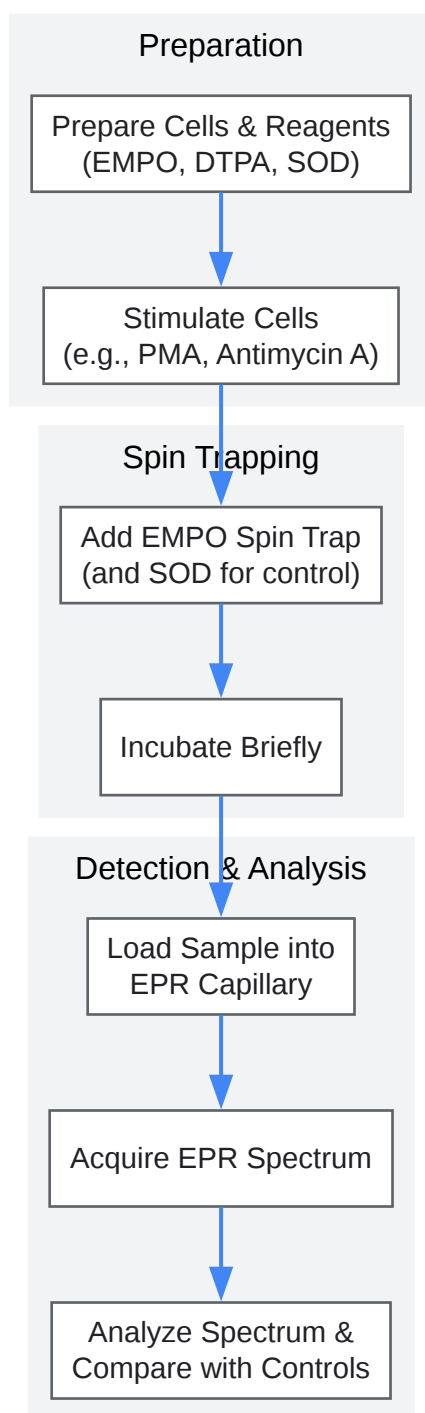 Preparation
Prepare Cells & Reagents
(EMPO, DTPA, SOD)
Stimulate Cells
(e.g., PMA, Antimycin A)
Spin Trapping
Add EMPO Spin Trap
(and SOD for control)
Incubate Briefly
Detection & Analysis
Load Sample into
EPR Capillary
Acquire EPR Spectrum
Analyze Spectrum &
Compare with Controls